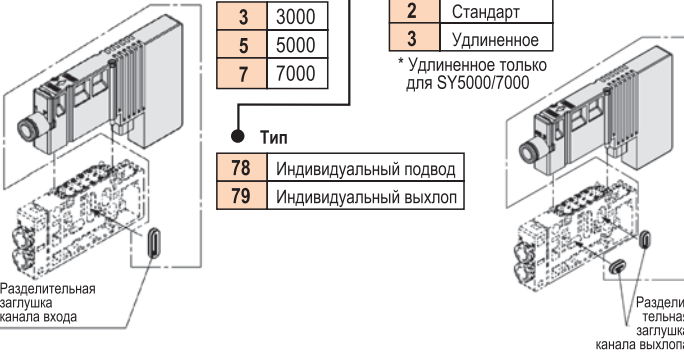 3 3000
5 5000
7 7000
2 Стандарт
3 Удлиненное
* Удлиненное только
для SY5000/7000
Тип
78 Индивидуальный подвод
79 Индивидуальный выхлоп
Разделительная
заглушка
канала входа
Раздели
тельная
заглушка
канала выхлопа